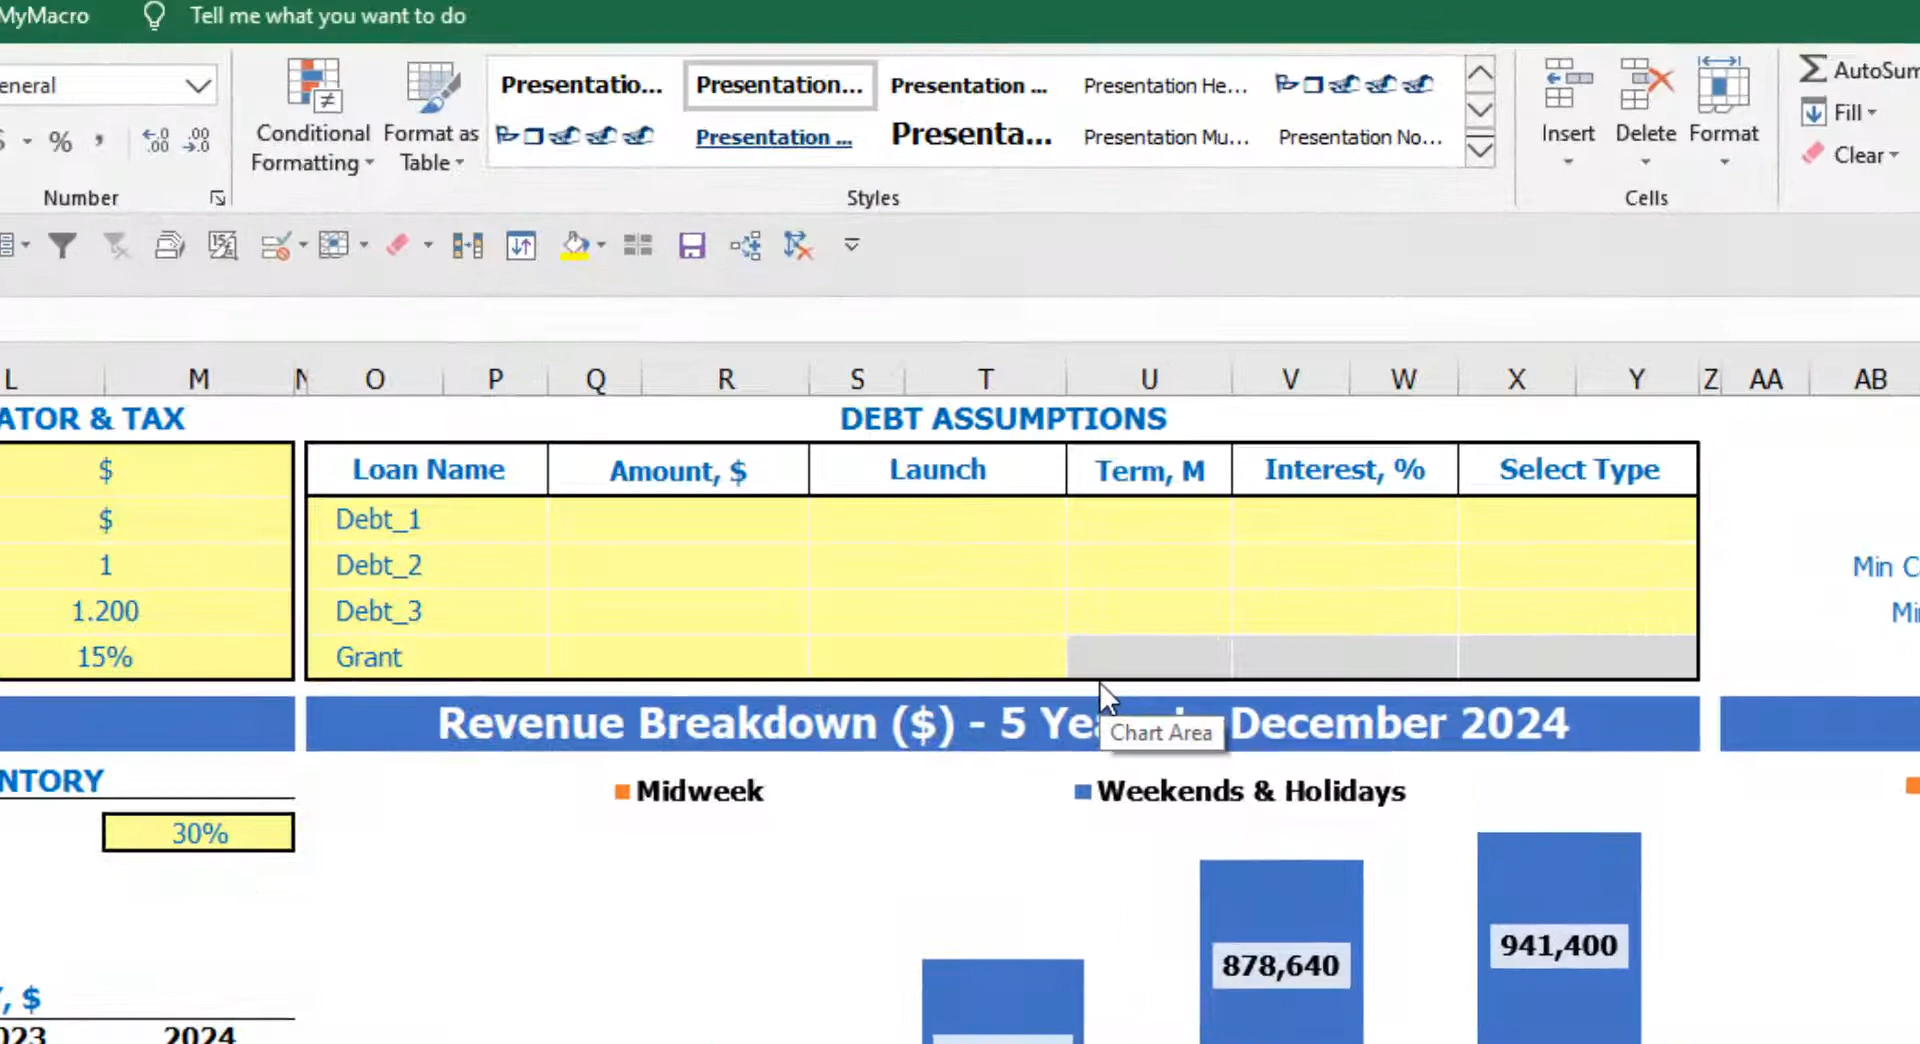 MyMacro Tell me what you want to do
eneral
% , .00 .00
→.0
Conditional Formatting
Format as Table
Presentatio... Presentation... Presentation ... Presentation He...
Presentation ... Presenta... Presentation Mu... Presentation No...
Insert Delete Format
AutoSum
Fill
Clear
Number Styles Cells
L M N O P Q R S T U V W X Y Z AA AB
ATOR & TAX DEBT ASSUMPTIONS
$ Loan Name Amount, $ Launch Term, M Interest, % Select Type
$ Debt_1
1 Debt_2 Min C
1.200 Debt_3 Mi
15% Grant
Revenue Breakdown ($) - 5 Ye December 2024
Chart Area
NTORY Midweek Weekends & Holidays
30%
878,640 941,400
, $
023 2024